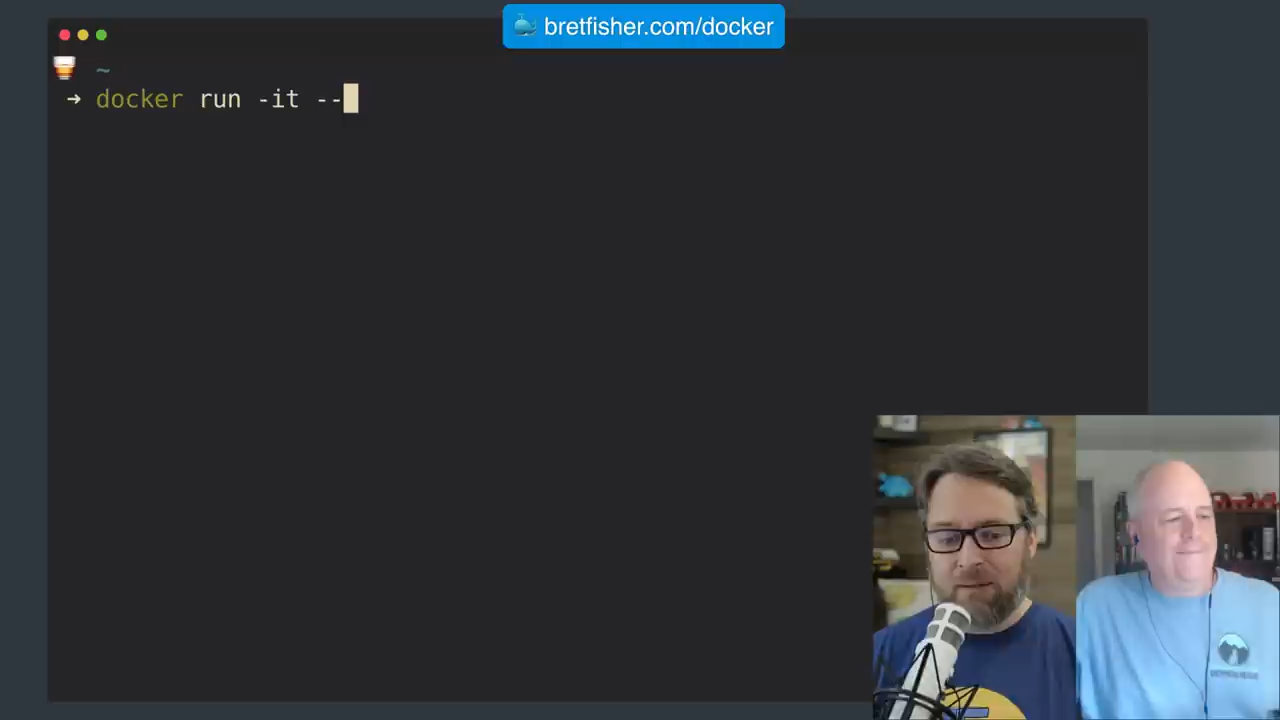 bretfisher.com/docker
~
➜ docker run -it --